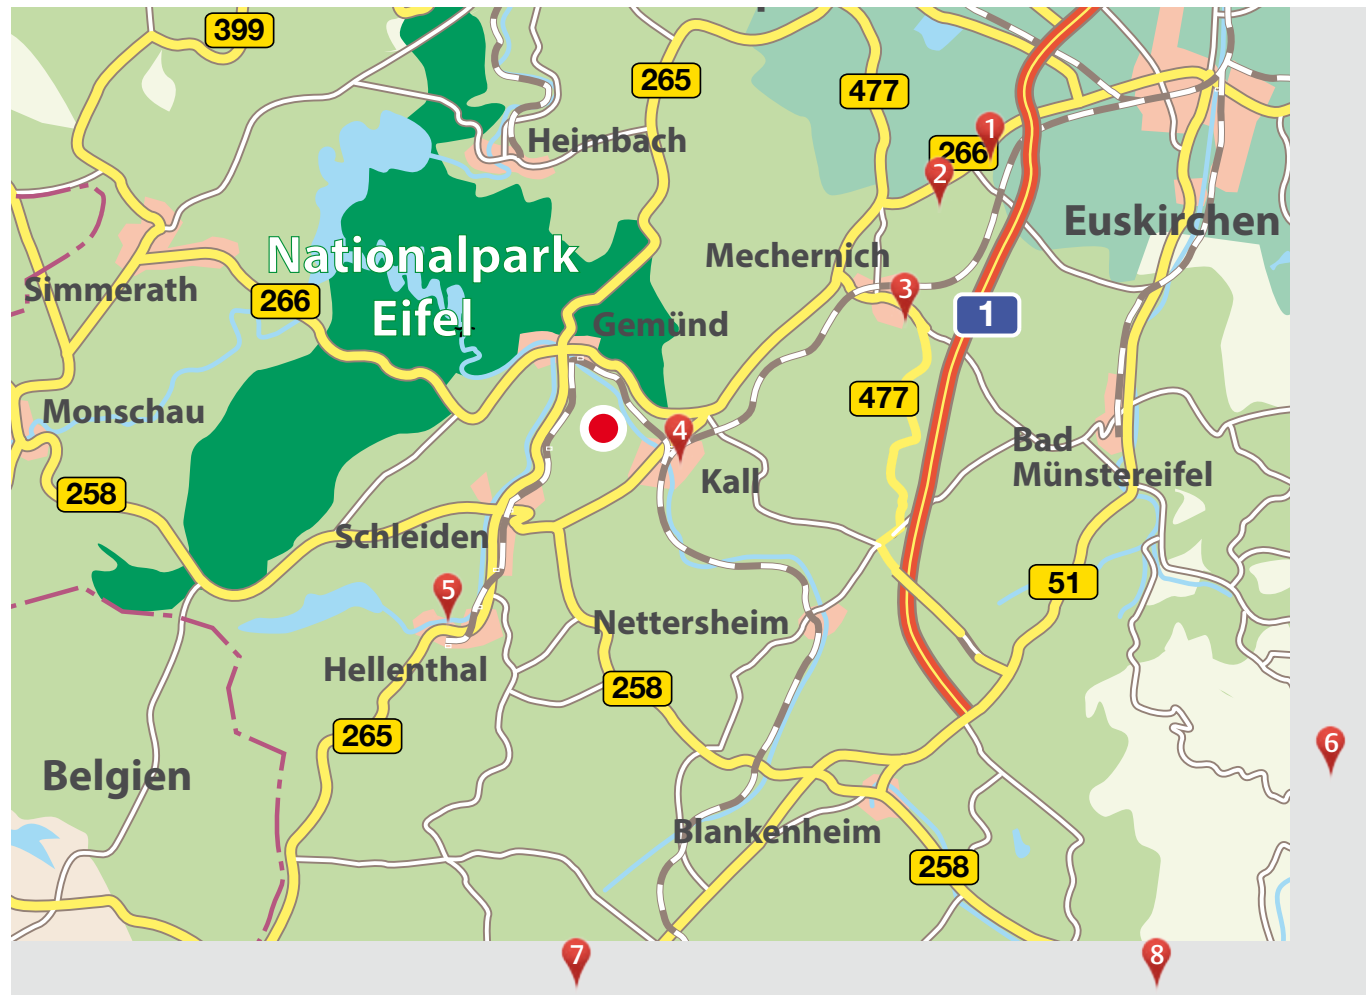 399
265
477
Heimbach
1
266
2
Euskirchen
Nationalpark
Eifel
Mechernich
Simmerath
266
3
1
Gemünd
477
Monschau
4
Bad
Münstereifel
Kall
258
Schleiden
5
51
Nettersheim
Hellenthal
258
265
6
Belgien
Blankenheim
258
7
8